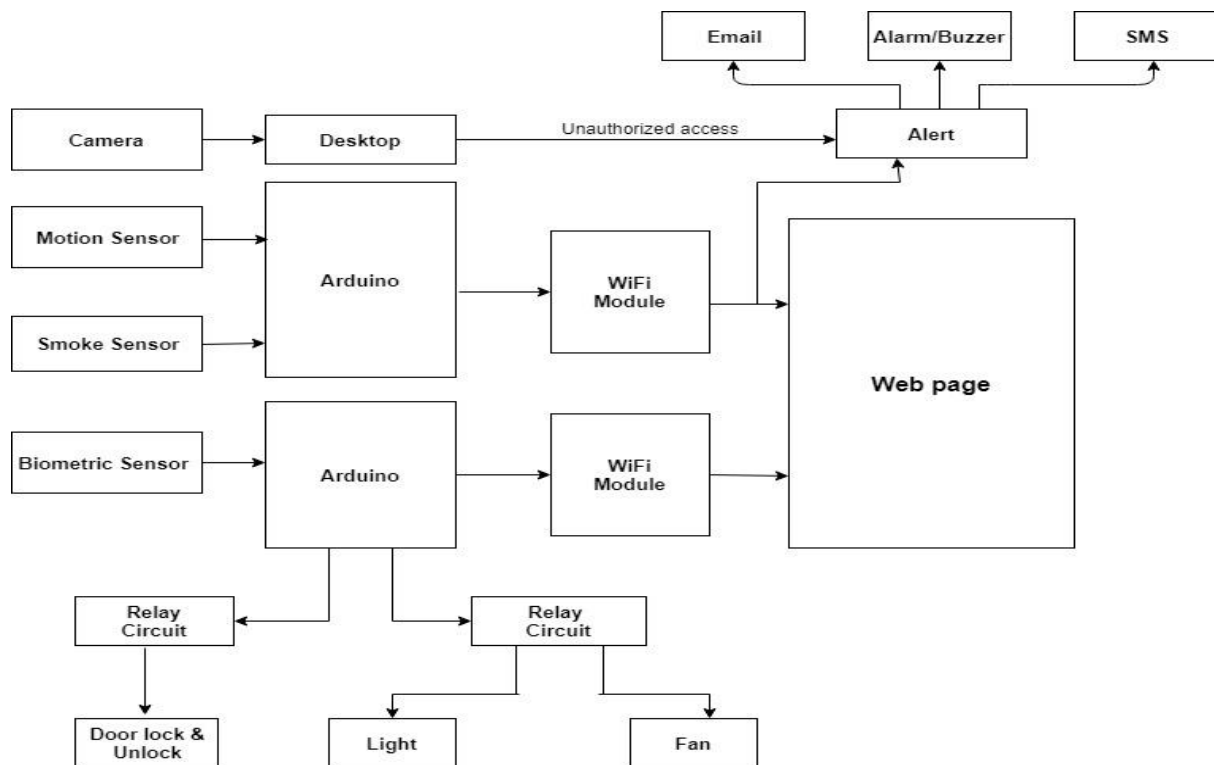 Email
Alarm/Buzzer
SMS
Camera
Desktop
Unauthorized access
Alert
Motion Sensor
Arduino
WiFi
Module
Smoke Sensor
Web page
Biometric Sensor
Arduino
WiFi
Module
Relay
Circuit
Relay
Circuit
Door lock &
Unlock
Light
Fan